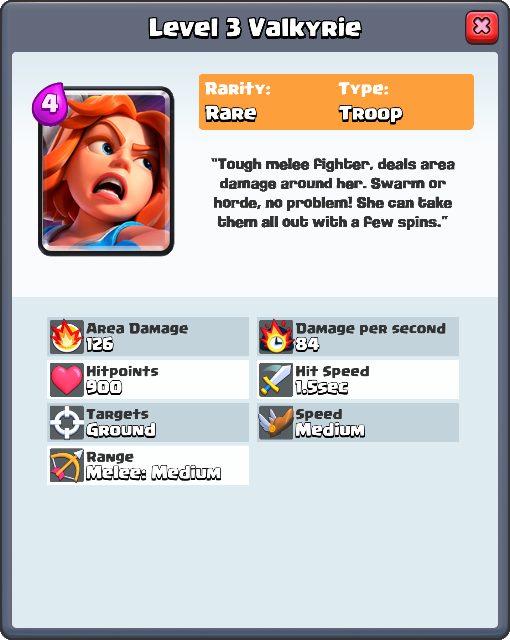 Level 3 Valkyrie
4
Rarity: Type:
Rare Troop
"Tough melee fighter, deals area
damage around her. Swarm or
horde, no problem! She can take
them all out with a few spins."
Area Damage
126
Damage per second
84
Hitpoints
900
Hit Speed
1.5sec
Targets
Ground
Speed
Medium
Range
Melee: Medium